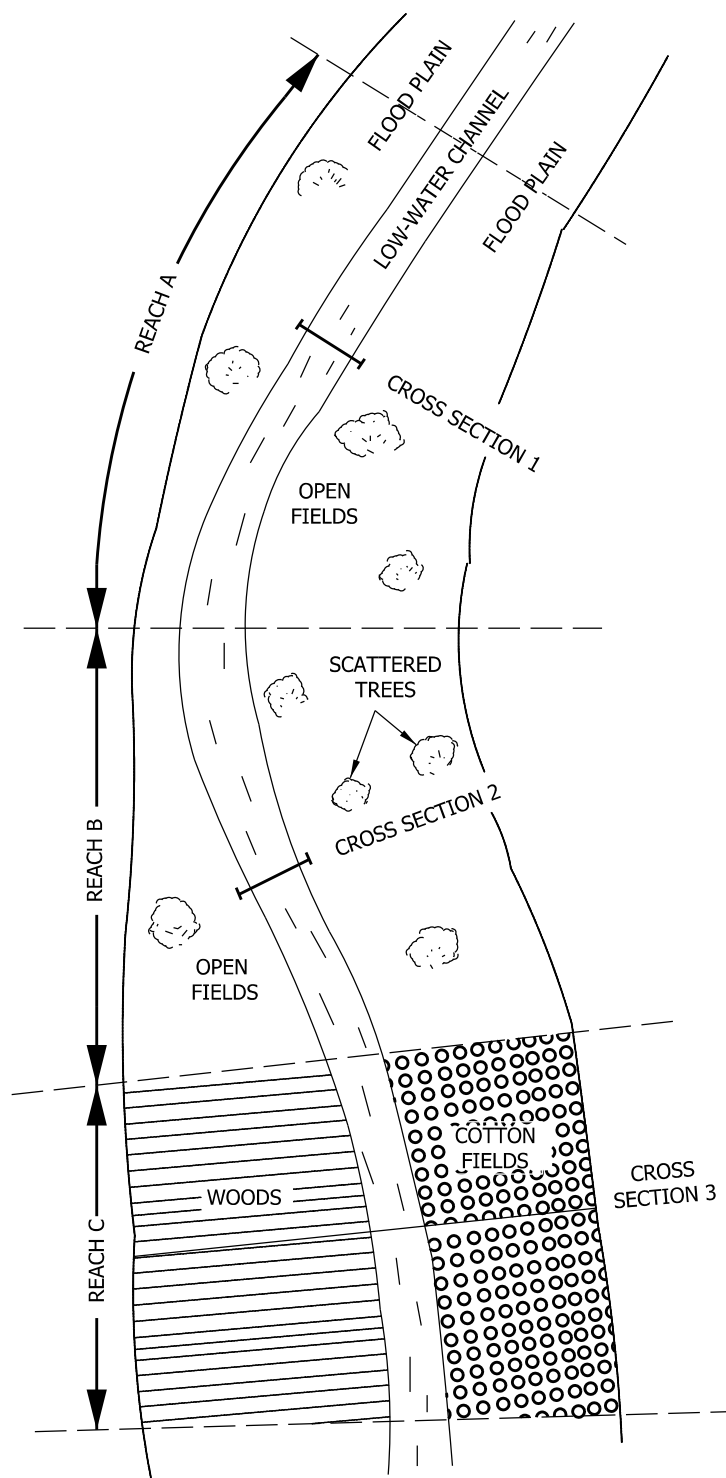 FLOOD PLAIN
LOW-WATER CHANNEL
FLOOD PLAIN
REACH A
CROSS SECTION 1
OPEN
FIELDS
SCATTERED
TREES
CROSS SECTION 2
REACH B
OPEN
FIELDS
COTTON
FIELDS
WOODS
CROSS
SECTION 3
REACH C